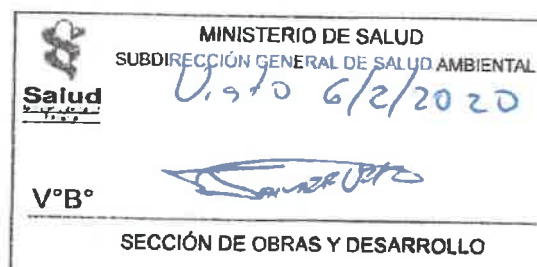 MINISTERIO DE SALUD
SUBDIRECCIÓN GENERAL DE SALUD AMBIENTAL
Salud
Visto 6/2/2020
V°B°
SECCIÓN DE OBRAS Y DESARROLLO